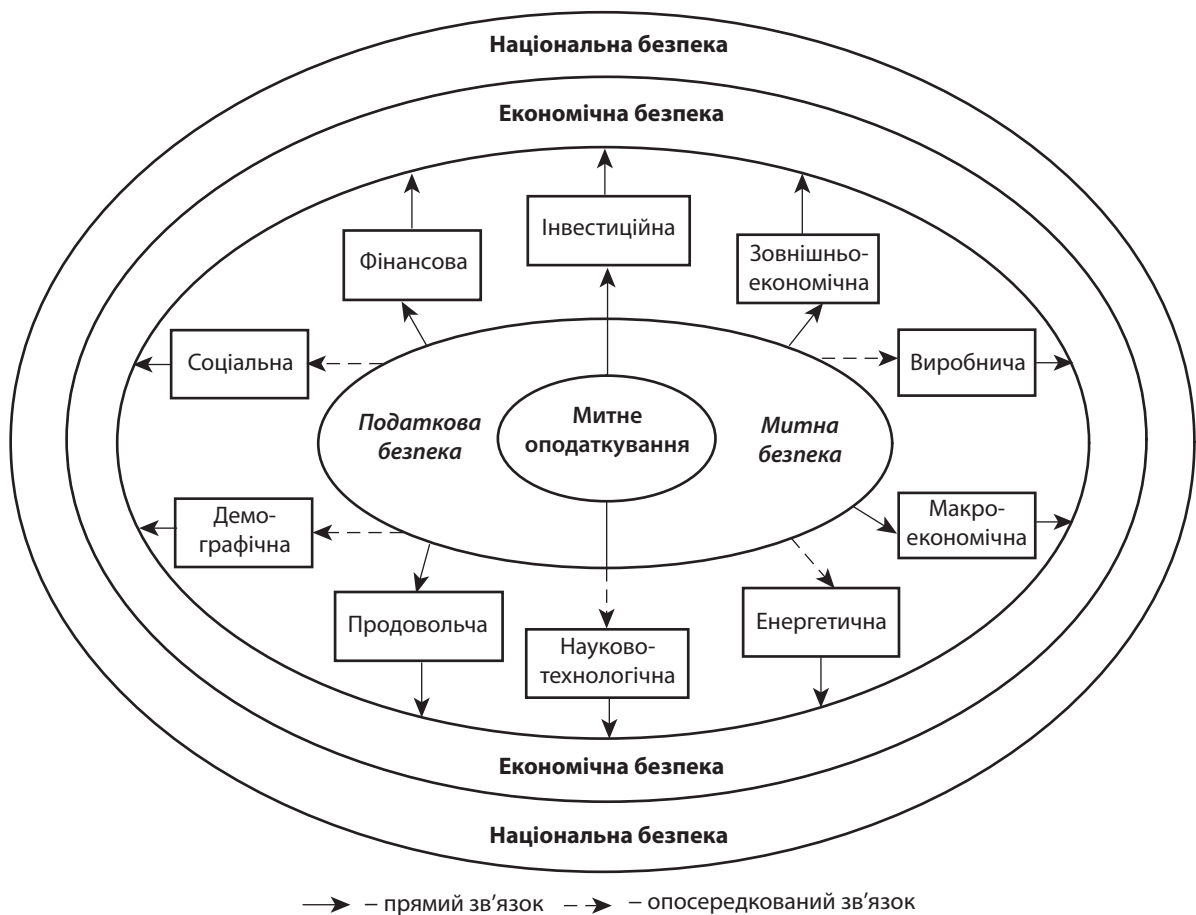 Національна безпека
Економічна безпека
Інвестиційна
Фінансова
Зовнішньо-
економічна
Соціальна
Виробнича
Податкова
безпека
Митне
оподаткування
Митна
безпека
Демо-
графічна
Макро-
економічна
Продовольча
Науково-
технологічна
Енергетична
Економічна безпека
Національна безпека
– прямий зв'язок – опосередкований зв'язок